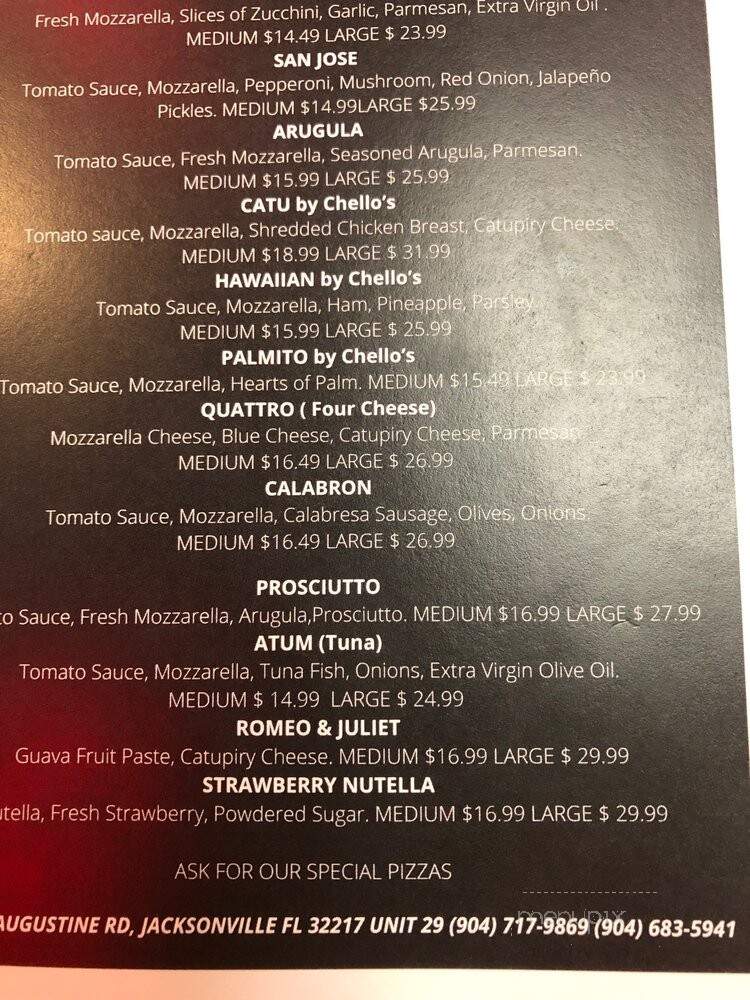 Fresh Mozzarella, Slices of Zucchini, Garlic, Parmesan, Extra Virgin Oil .
MEDIUM $14.49 LARGE $ 23.99
SAN JOSE
Tomato Sauce, Mozzarella, Pepperoni, Mushroom, Red Onion, Jalapeño
Pickles. MEDIUM $14.99LARGE $25.99
ARUGULA
Tomato Sauce, Fresh Mozzarella, Seasoned Arugula, Parmesan.
MEDIUM $15.99 LARGE $ 25.99
CATU by Chello's
Tomato sauce, Mozzarella, Shredded Chicken Breast, Catupiry Cheese.
MEDIUM $18.99 LARGE $ 31.99
HAWAIIAN by Chello's
Tomato Sauce, Mozzarella, Ham, Pineapple, Parsley
MEDIUM $15.99 LARGE $ 25.99
PALMITO by Chello's
Tomato Sauce, Mozzarella, Hearts of Palm. MEDIUM $15.49 LARGE $ 23.99
QUATTRO ( Four Cheese)
Mozzarella Cheese, Blue Cheese, Catupiry Cheese, Parmesan
MEDIUM $16.49 LARGE $ 26.99
CALABRON
Tomato Sauce, Mozzarella, Calabresa Sausage, Olives, Onions
MEDIUM $16.49 LARGE $ 26.99
PROSCIUTTO
Sauce, Fresh Mozzarella, Arugula,Prosciutto. MEDIUM $16.99 LARGE $ 27.99
ATUM (Tuna)
Tomato Sauce, Mozzarella, Tuna Fish, Onions, Extra Virgin Olive Oil.
MEDIUM $ 14.99 LARGE $ 24.99
ROMEO & JULIET
Guava Fruit Paste, Catupiry Cheese. MEDIUM $16.99 LARGE $ 29.99
STRAWBERRY NUTELLA
utella, Fresh Strawberry, Powdered Sugar. MEDIUM $16.99 LARGE $ 29.99
ASK FOR OUR SPECIAL PIZZAS
menupix
AUGUSTINE RD, JACKSONVILLE FL 32217 UNIT 29 (904) 717-9869 (904) 683-5941